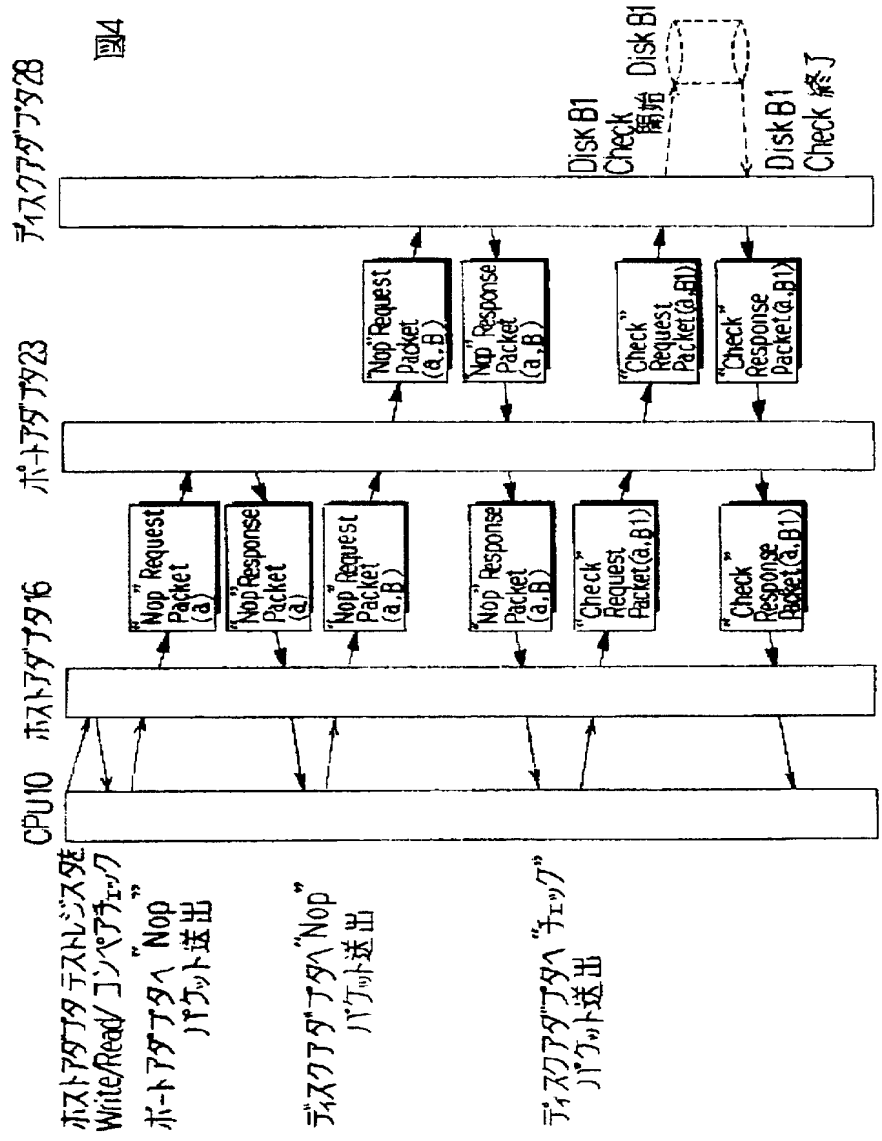 図4
CPU10
ホストアダプタ16
ポートアダプタ23
ディスクアダプタ28
ホストアダプタテストレジスタを
Write/Read/コンペアチェック
ポートアダプタへ"Nop"
パケット送出
ディスクアダプタへ"Nop"
パケット送出
ディスクアダプタへ"チェック"
パケット送出
"Nop"Request
Packet
(a)
"Nop"Response
Packet
(a)
"Nop"Request
Packet
(a,B)
"Nop"Request
Packet
(a,B)
"Nop"Response
Packet
(a,B)
"Nop"Response
Packet
(a,B)
"Check"
Request
Packet(a,B1)
"Check"
Request
Packet(a,B1)
"Check"
Response
Packet(a,B1)
"Check"
Response
Packet(a,B1)
Disk B1
Check
開始
Disk B1
Disk B1
Check 終了